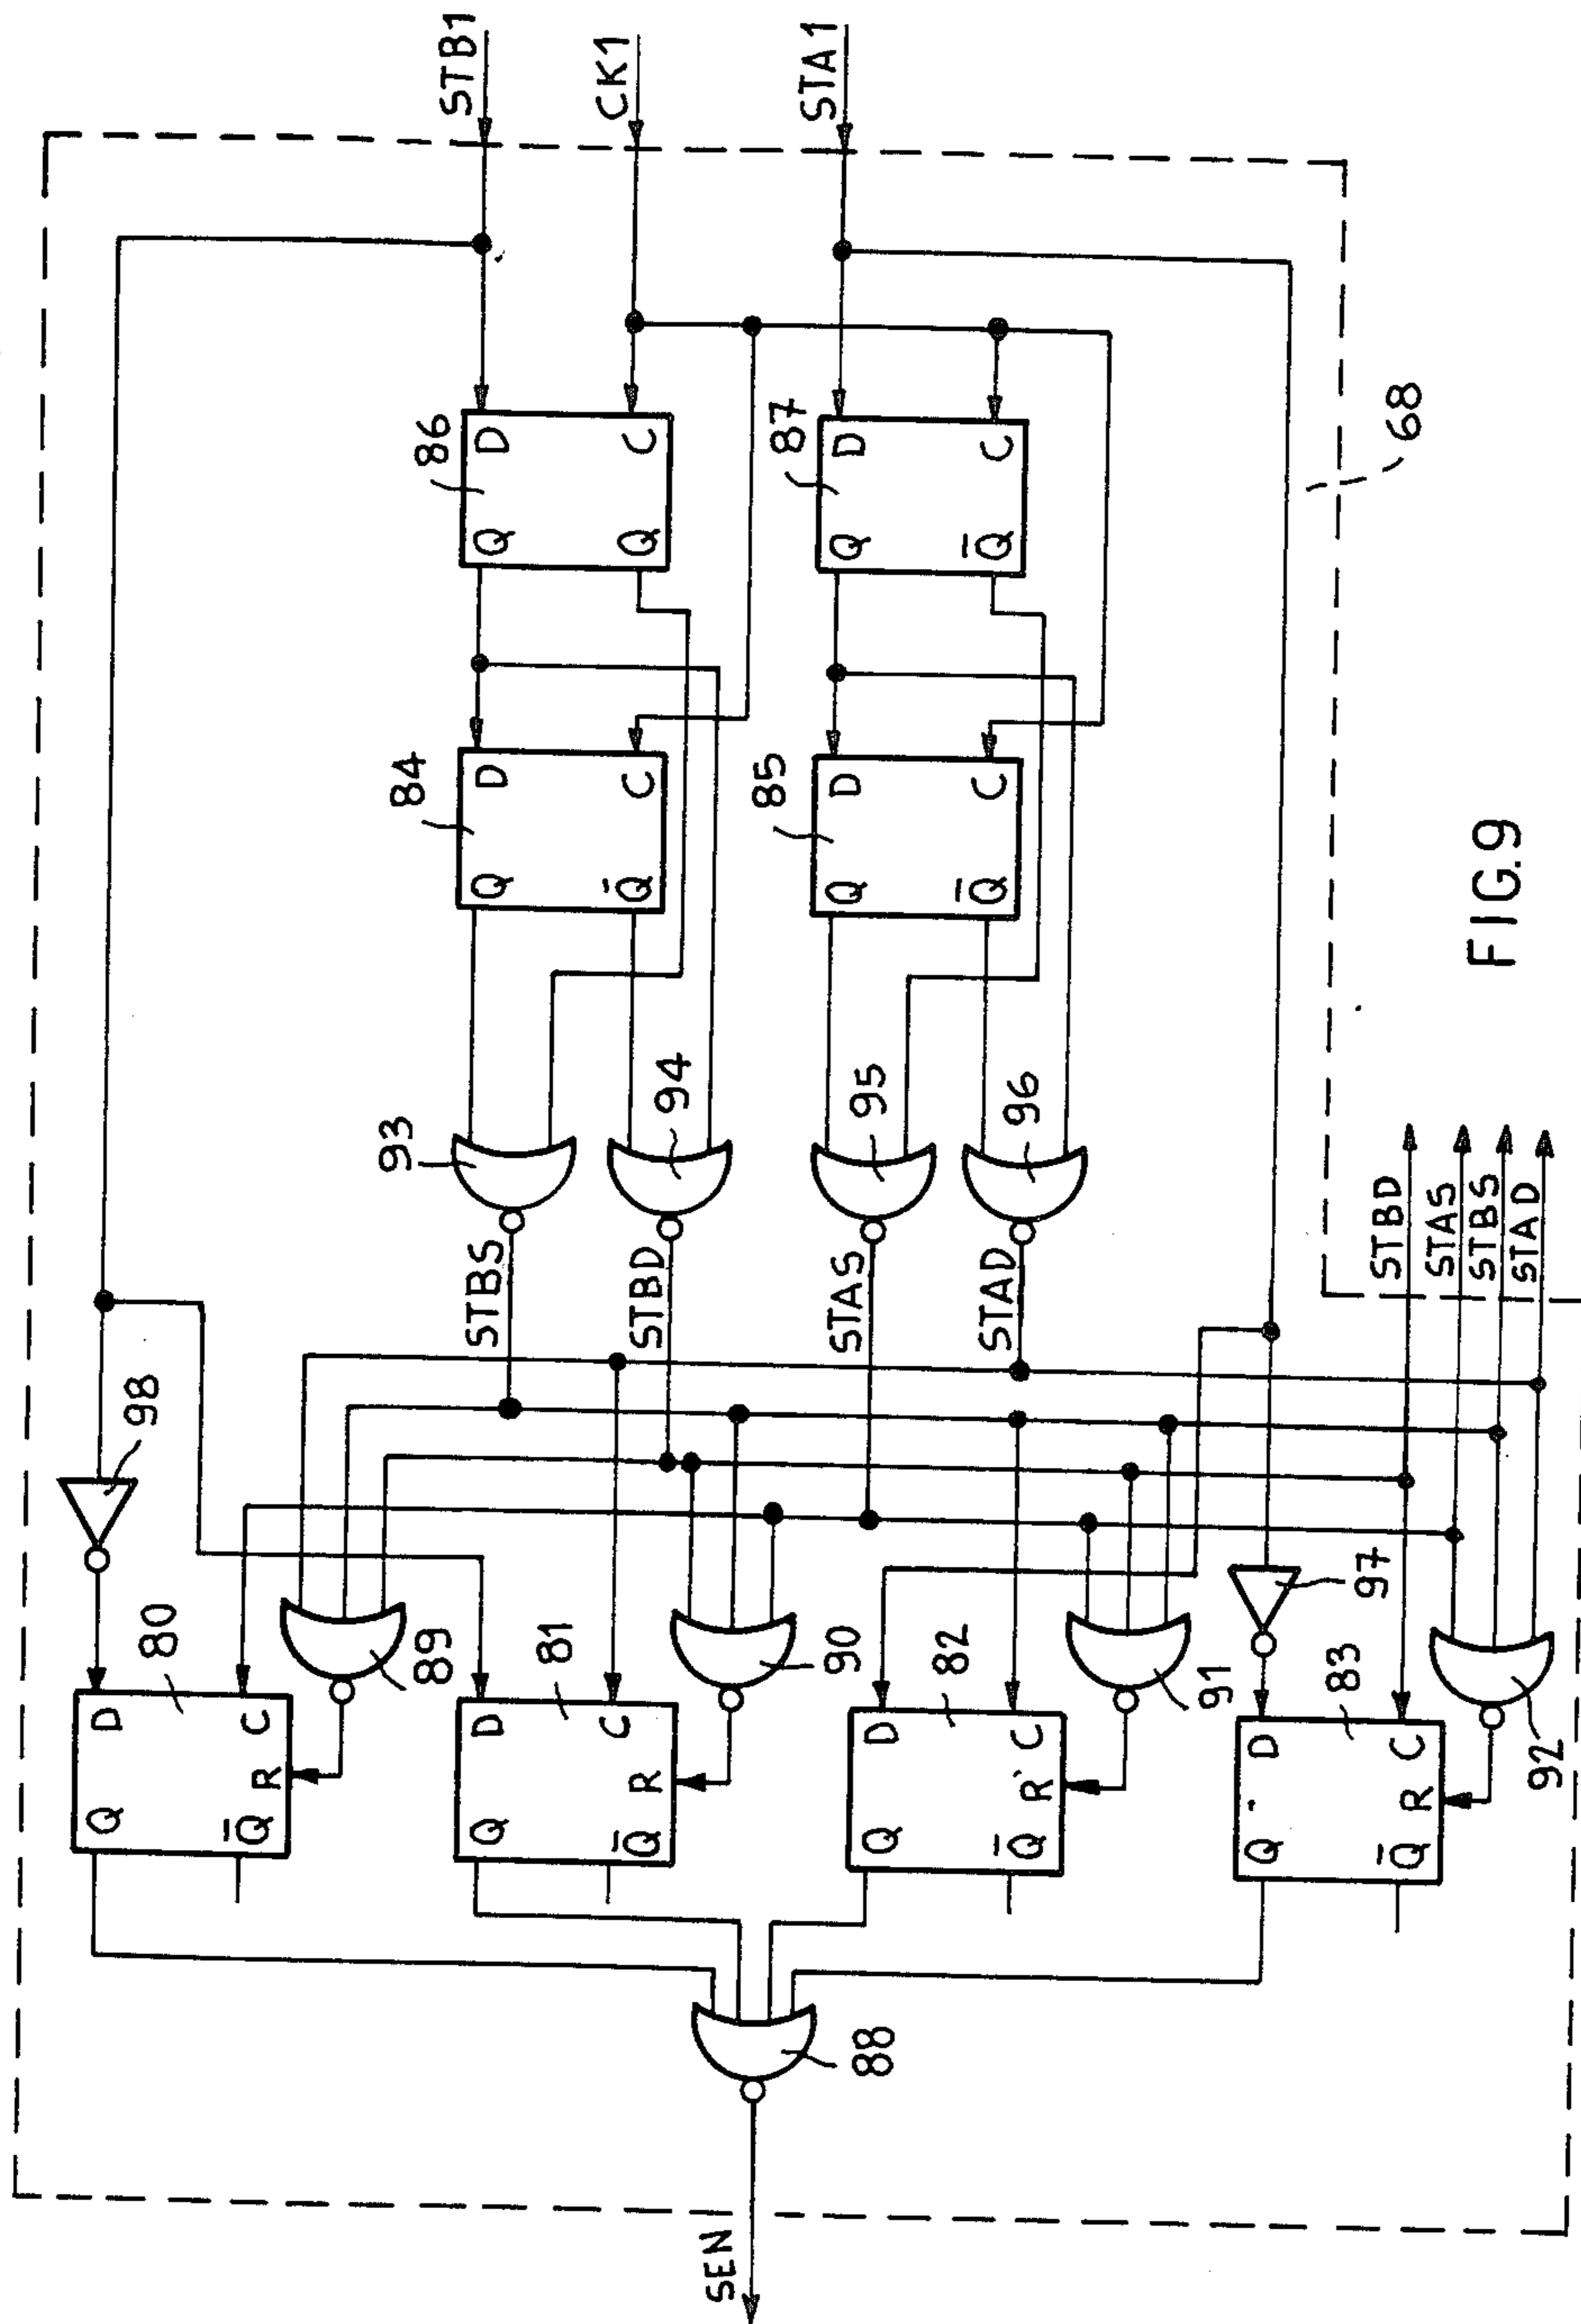 STB1
CK1
STA1
86
D
C
Q
Q
87
D
C
Q
Q̅
68
84
D
C
Q
Q̅
85
D
C
Q
Q̅
93
94
95
96
STBS
STBD
STAS
STAD
STBD
STAS
STBS
STAD
98
97
80
D
C
R
Q
Q̅
89
81
D
C
R
Q
Q̅
90
82
D
C
R
Q
Q̅
91
83
D
C
R
Q
Q̅
92
88
SEN
FIG.9